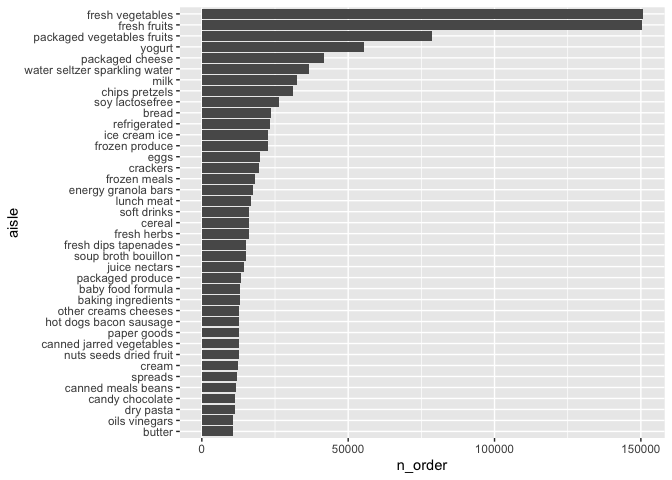 fresh vegetables
fresh fruits
packaged vegetables fruits
yogurt
packaged cheese
water seltzer sparkling water
milk
chips pretzels
soy lactosefree
bread
refrigerated
ice cream ice
frozen produce
eggs
crackers
frozen meals
energy granola bars
lunch meat
soft drinks
cereal
fresh herbs
fresh dips tapenades
soup broth bouillon
juice nectars
packaged produce
baby food formula
baking ingredients
other creams cheeses
hot dogs bacon sausage
paper goods
canned jarred vegetables
nuts seeds dried fruit
cream
spreads
canned meals beans
candy chocolate
dry pasta
oils vinegars
butter
aisle
0 50000 100000 150000
n_order